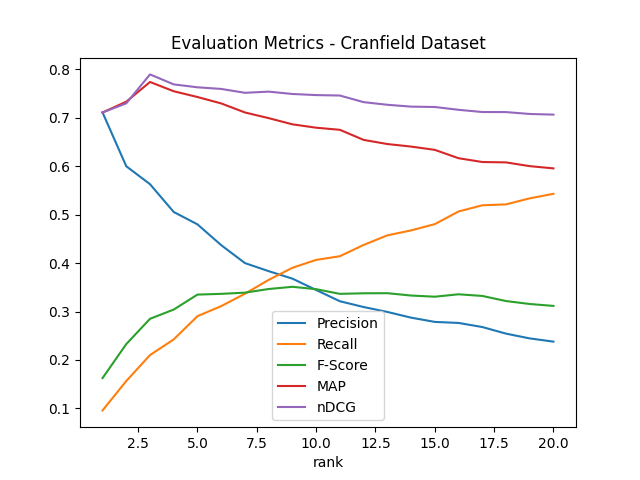 Evaluation Metrics - Cranfield Dataset
0.8
0.7
0.6
0.5
0.4
0.3
0.2
0.1
Precision
Recall
F-Score
MAP
nDCG
2.5 5.0 7.5 10.0 12.5 15.0 17.5 20.0
rank